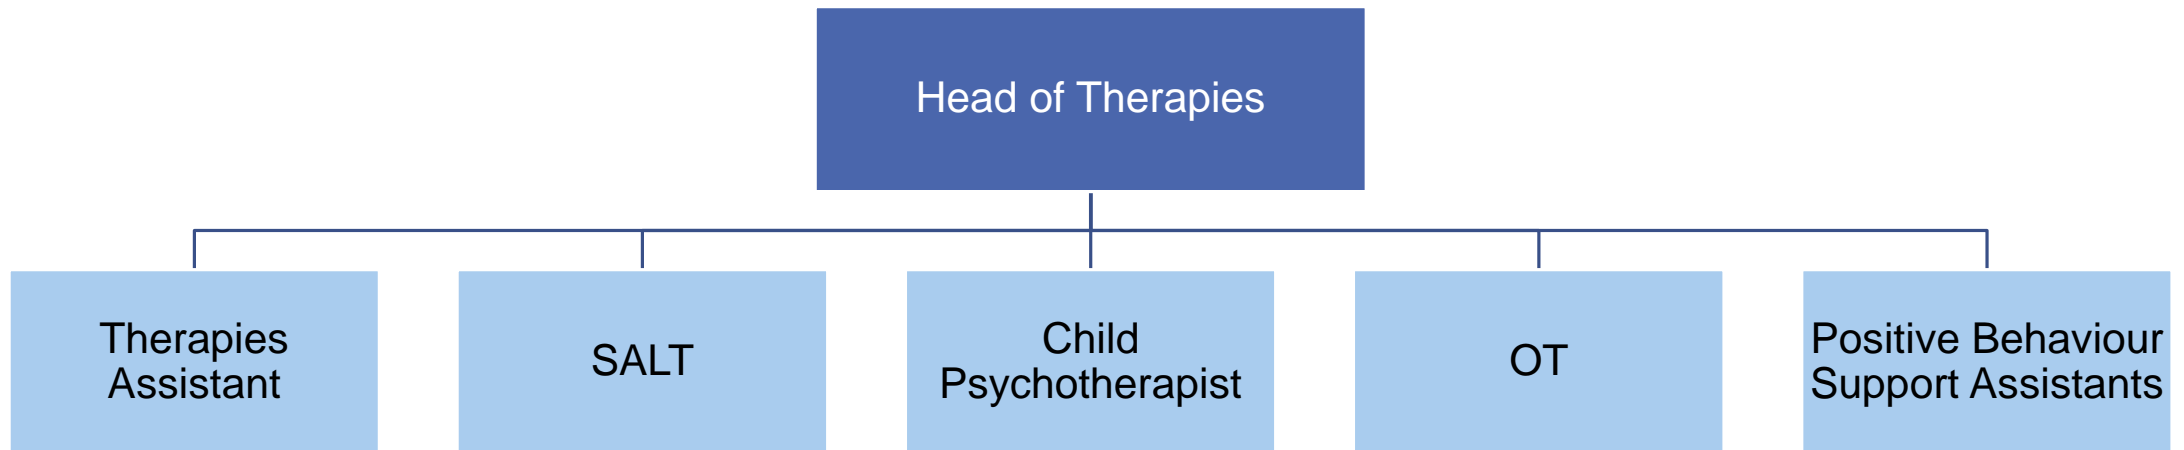 Head of Therapies
Therapies
Assistant
SALT
Child
Psychotherapist
OT
Positive Behaviour
Support Assistants